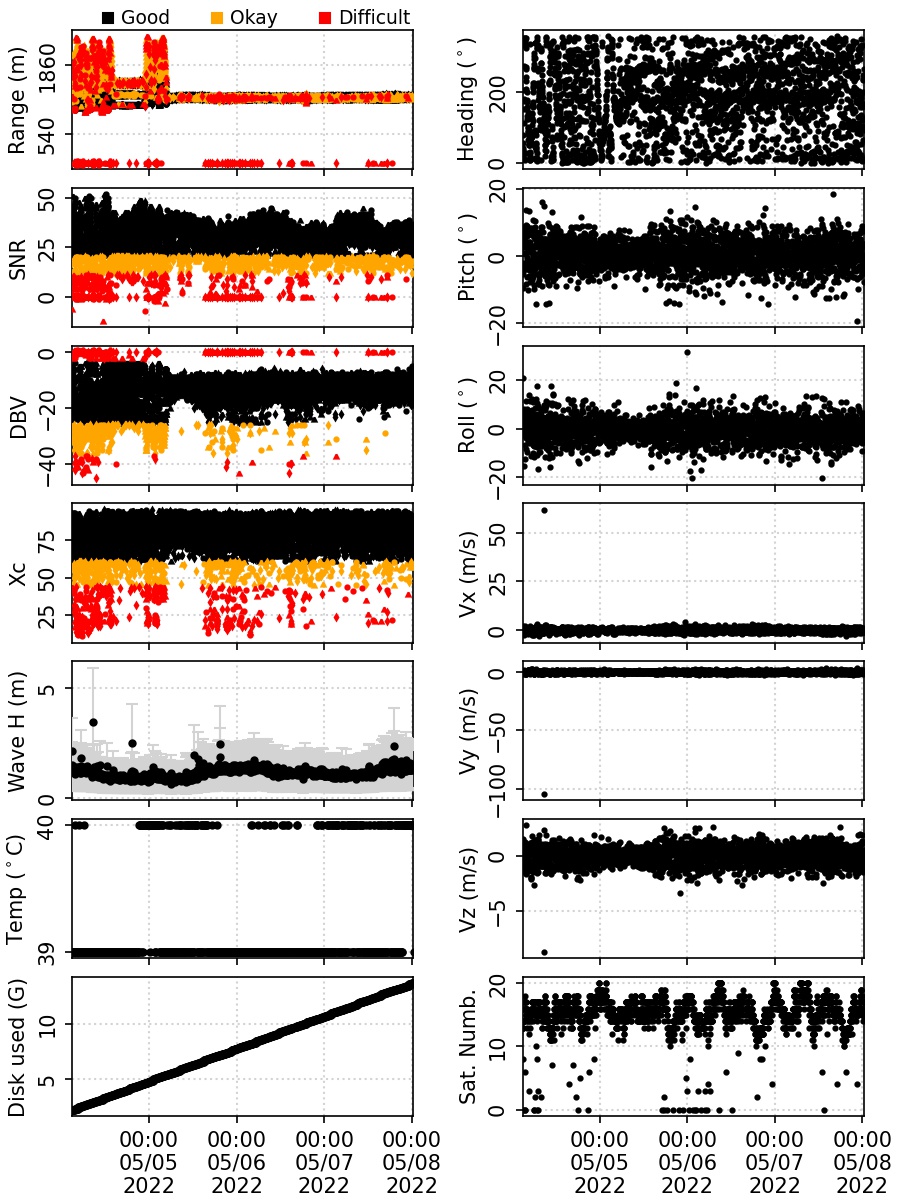 Good Okay Difficult
Range (m)
1860
540
SNR
50
25
0
DBV
0
−20
−40
Xc
75
50
25
Wave H (m)
5
0
Temp (°C)
40
39
Disk used (G)
10
5
00:00 00:00 00:00 00:00
05/05 05/06 05/07 05/08
2022 2022 2022 2022
Heading (°)
200
0
Pitch (°)
20
0
−20
Roll (°)
20
0
−20
Vx (m/s)
50
25
0
Vy (m/s)
0
−50
−100
Vz (m/s)
0
−5
Sat. Numb.
20
10
0
00:00 00:00 00:00 00:00
05/05 05/06 05/07 05/08
2022 2022 2022 2022